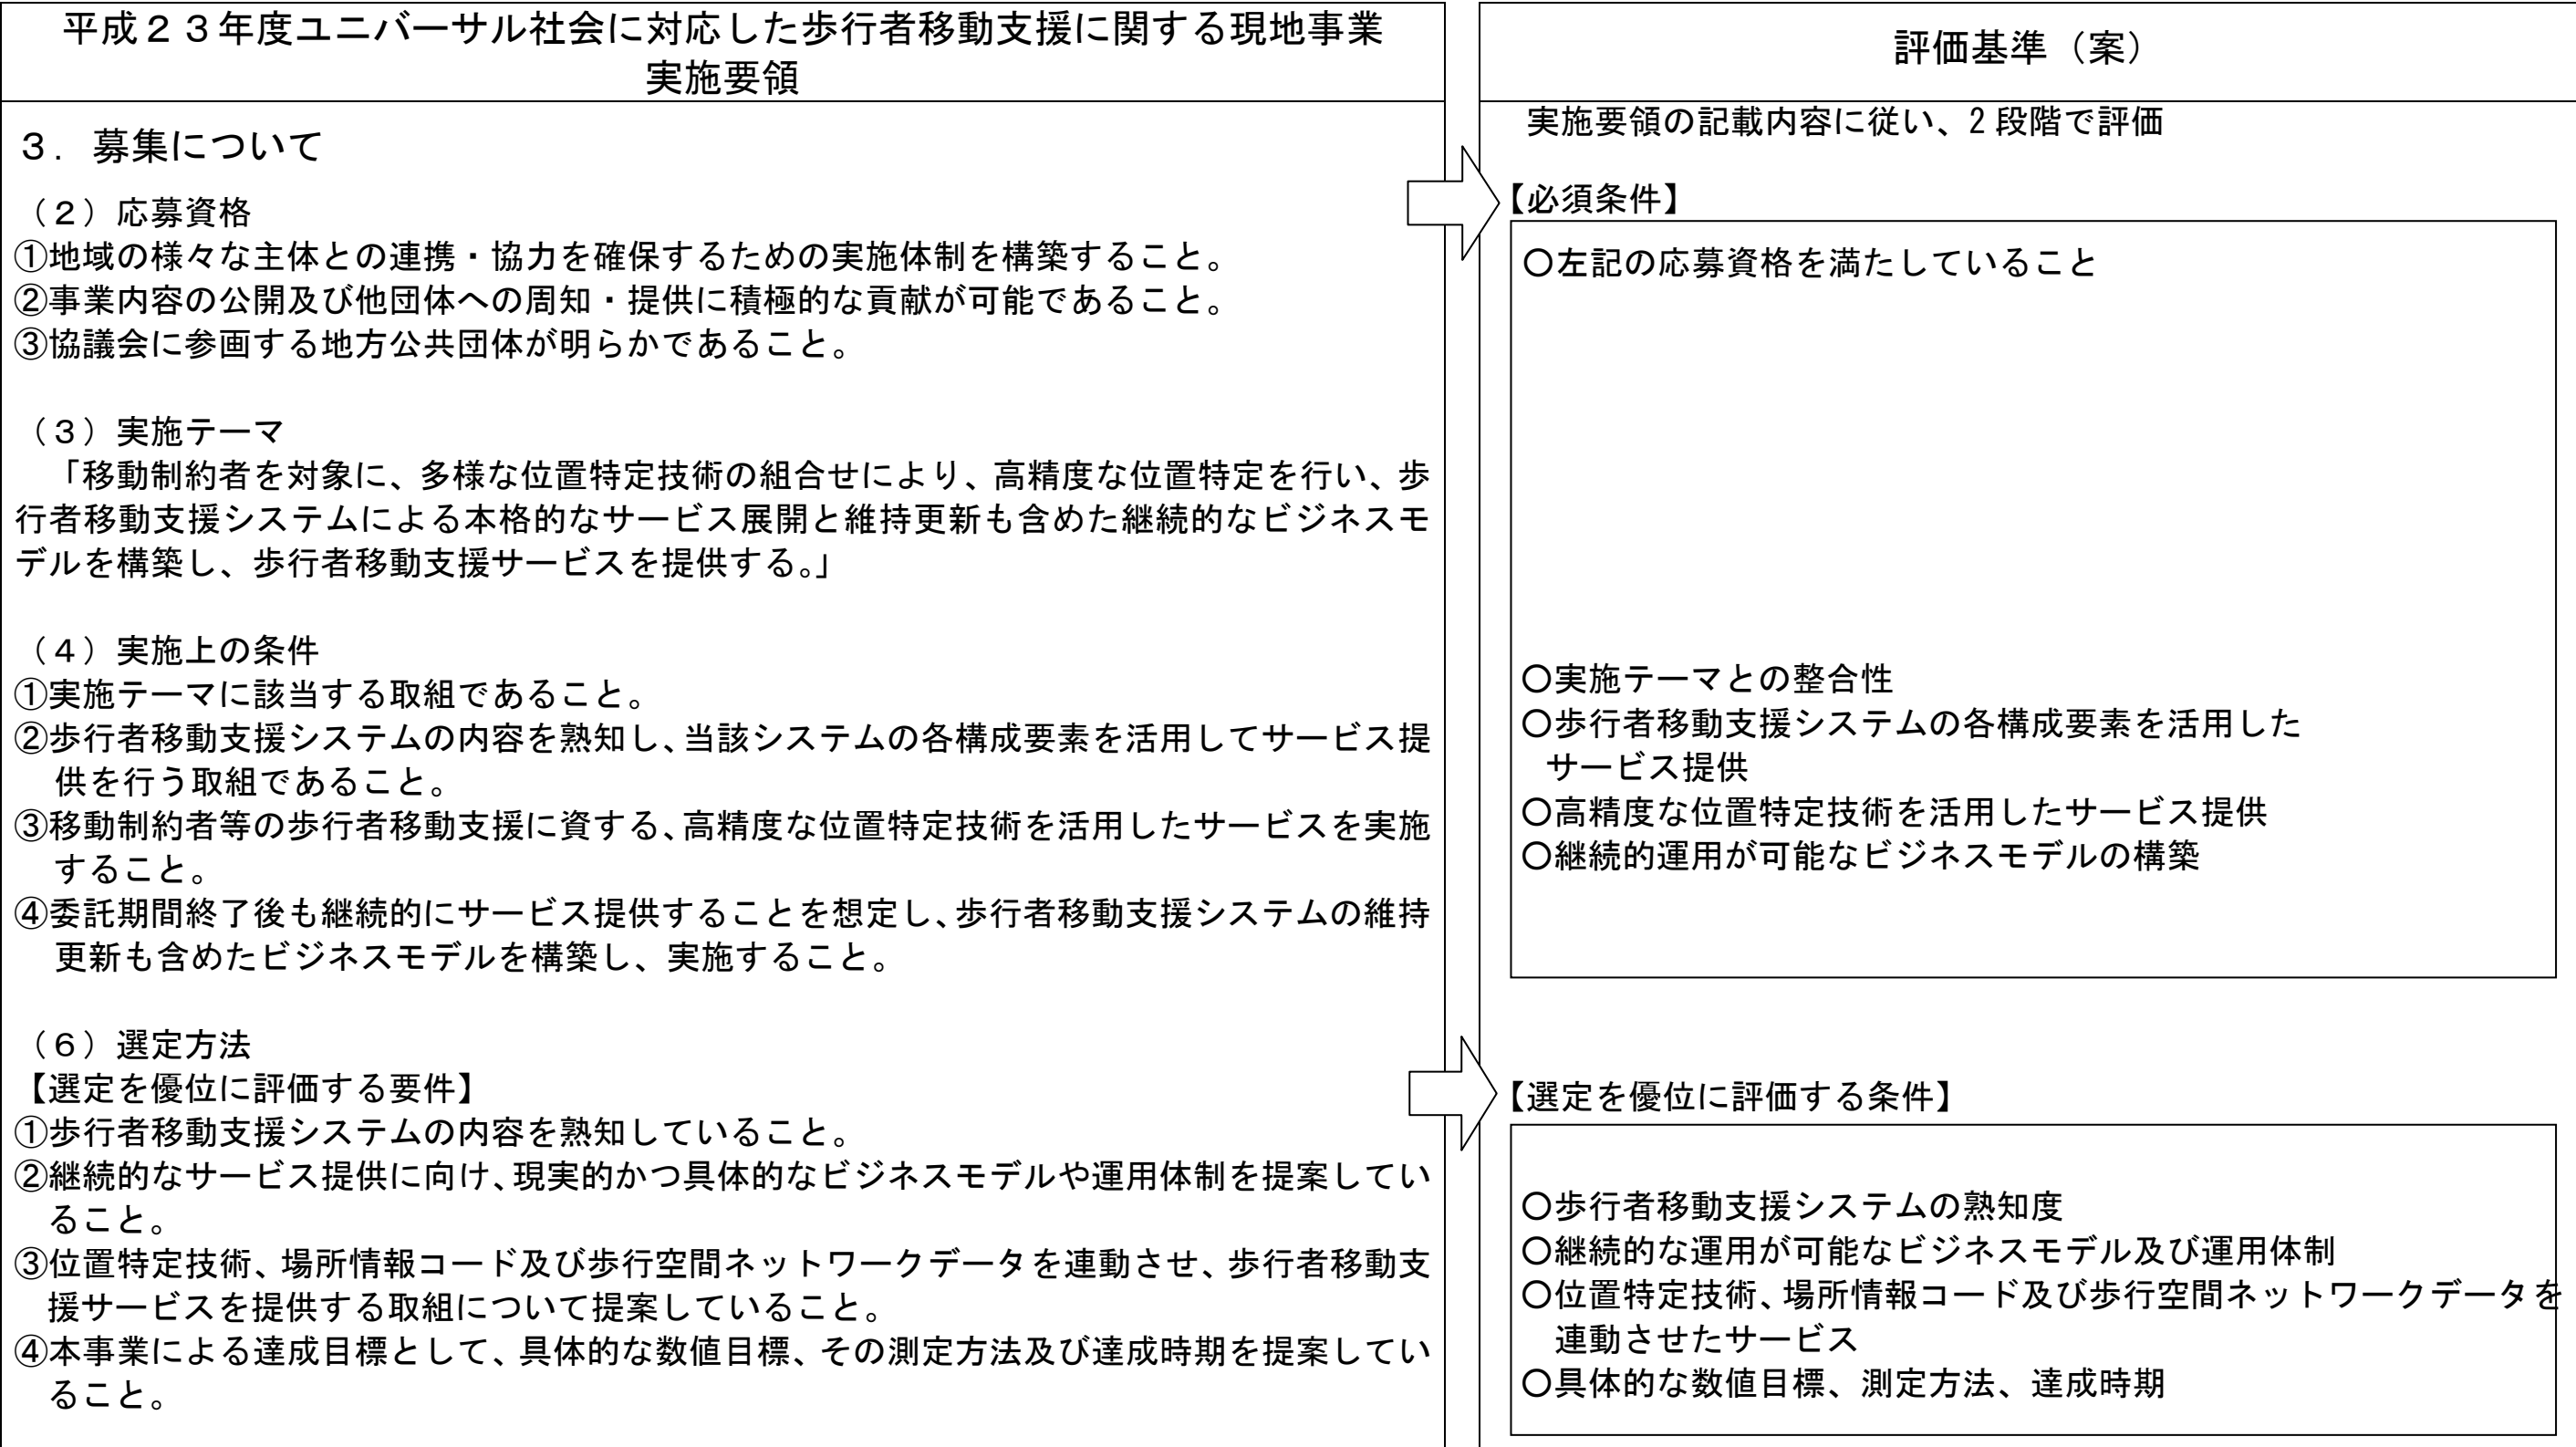 平成２３年度ユニバーサル社会に対応した歩行者移動支援に関する現地事業
実施要領
３．募集について
（２）応募資格
①地域の様々な主体との連携・協力を確保するための実施体制を構築すること。
②事業内容の公開及び他団体への周知・提供に積極的な貢献が可能であること。
③協議会に参画する地方公共団体が明らかであること。
（３）実施テーマ
「移動制約者を対象に、多様な位置特定技術の組合せにより、高精度な位置特定を行い、歩
行者移動支援システムによる本格的なサービス展開と維持更新も含めた継続的なビジネスモ
デルを構築し、歩行者移動支援サービスを提供する。」
（４）実施上の条件
①実施テーマに該当する取組であること。
②歩行者移動支援システムの内容を熟知し、当該システムの各構成要素を活用してサービス提
供を行う取組であること。
③移動制約者等の歩行者移動支援に資する、高精度な位置特定技術を活用したサービスを実施
すること。
④委託期間終了後も継続的にサービス提供することを想定し、歩行者移動支援システムの維持
更新も含めたビジネスモデルを構築し、実施すること。
（６）選定方法
【選定を優位に評価する要件】
①歩行者移動支援システムの内容を熟知していること。
②継続的なサービス提供に向け、現実的かつ具体的なビジネスモデルや運用体制を提案してい
ること。
③位置特定技術、場所情報コード及び歩行空間ネットワークデータを連動させ、歩行者移動支
援サービスを提供する取組について提案していること。
④本事業による達成目標として、具体的な数値目標、その測定方法及び達成時期を提案してい
ること。
評価基準（案）
実施要領の記載内容に従い、2 段階で評価
【必須条件】
○左記の応募資格を満たしていること
○実施テーマとの整合性
○歩行者移動支援システムの各構成要素を活用した
サービス提供
○高精度な位置特定技術を活用したサービス提供
○継続的運用が可能なビジネスモデルの構築
【選定を優位に評価する条件】
○歩行者移動支援システムの熟知度
○継続的な運用が可能なビジネスモデル及び運用体制
○位置特定技術、場所情報コード及び歩行空間ネットワークデータを
連動させたサービス
○具体的な数値目標、測定方法、達成時期